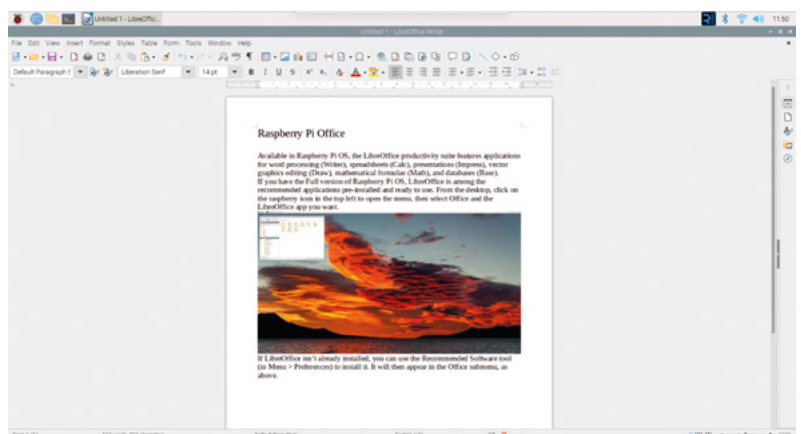 Untitled 1 - LibreOffic..
11:50
Untitled 1 - LibreOffice Writer
File Edit View Insert Format Styles Table Form Tools Window Help
Default Paragraph S
Liberation Serif
14 pt
Raspberry Pi Office
Available in Raspberry Pi OS, the LibreOffice productivity suite features applications
for word processing (Writer), spreadsheets (Calc), presentations (Impress), vector
graphics editing (Draw), mathematical formulae (Math), and databases (Base).
If you have the Full version of Raspberry Pi OS, LibreOffice is among the
recommended applications pre-installed and ready to use. From the desktop, click on
the raspberry icon in the top left to open the menu, then select Office and the
LibreOffice app you want.
If LibreOffice isn't already installed, you can use the Recommended Software tool
(in Menu > Preferences) to install it. It will then appear in the Office submenu, as
above.